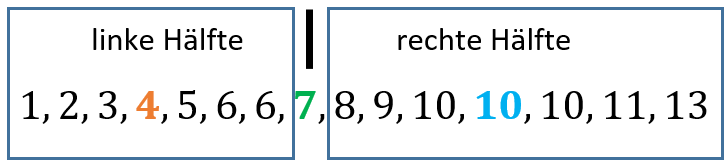 linke Hälfte rechte Hälfte
1, 2, 3, 4, 5, 6, 6, 7, 8, 9, 10, 10, 10, 11, 13